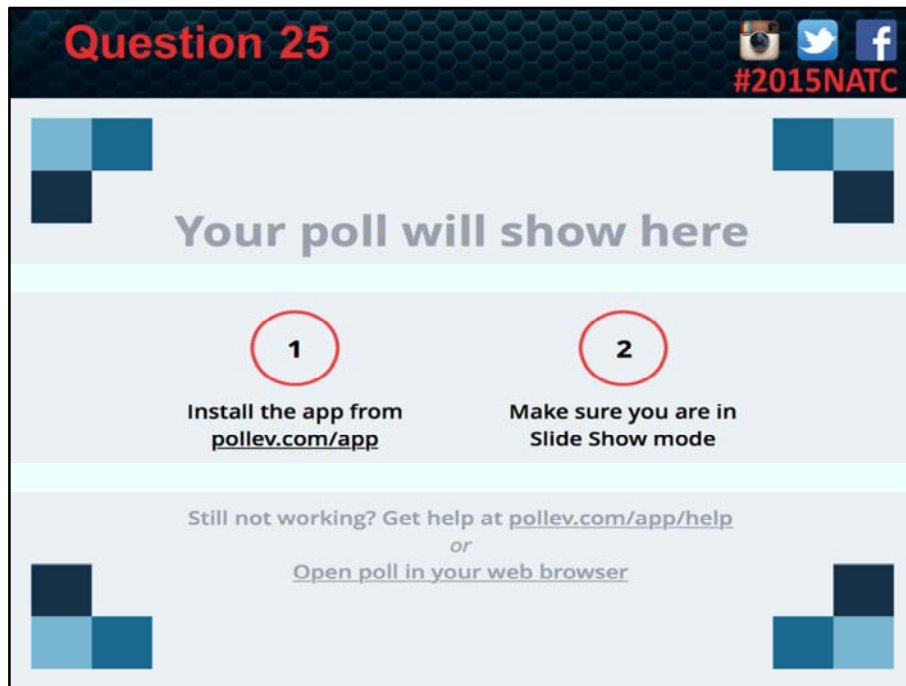 Question 25
#2015NATC
Your poll will show here
1
Install the app from
pollev.com/app
2
Make sure you are in
Slide Show mode
Still not working? Get help at pollev.com/app/help
or
Open poll in your web browser